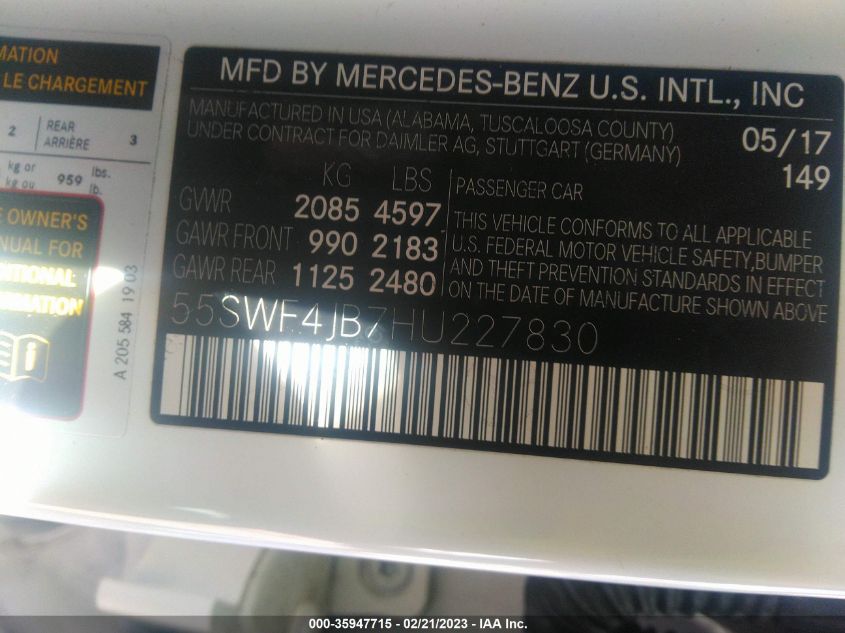 MATION
LE CHARGEMENT
2 REAR ARRIÈRE 3
kg or kg ou 959 lbs. lb.
E OWNER'S
NUAL FOR
A 205 584 19 03
MFD BY MERCEDES-BENZ U.S. INTL., INC
MANUFACTURED IN USA (ALABAMA, TUSCALOOSA COUNTY)
UNDER CONTRACT FOR DAIMLER AG, STUTTGART (GERMANY)
05/17
149
KG LBS
GVWR 2085 4597
GAWR FRONT 990 2183
GAWR REAR 1125 2480
PASSENGER CAR
THIS VEHICLE CONFORMS TO ALL APPLICABLE
U.S. FEDERAL MOTOR VEHICLE SAFETY,BUMPER
AND THEFT PREVENTION STANDARDS IN EFFECT
ON THE DATE OF MANUFACTURE SHOWN ABOVE
55SWF4JB7HU227830
000-35947715 - 02/21/2023 - IAA Inc.